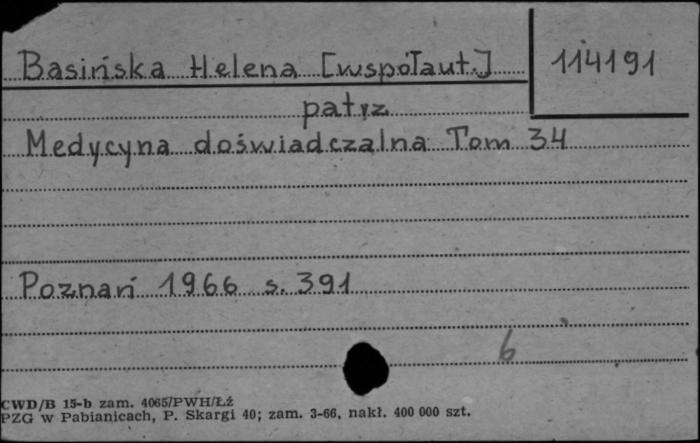 Basińska Helena [współaut.]
114191
patrz
Medycyna doświadczalna Tom 34
Poznań 1966 s. 391
6
CWD/B 15-b zam. 4065/PWH/Łź
PZG w Pabianicach, P. Skargi 40; zam. 3-66, nakł. 400 000 szt.